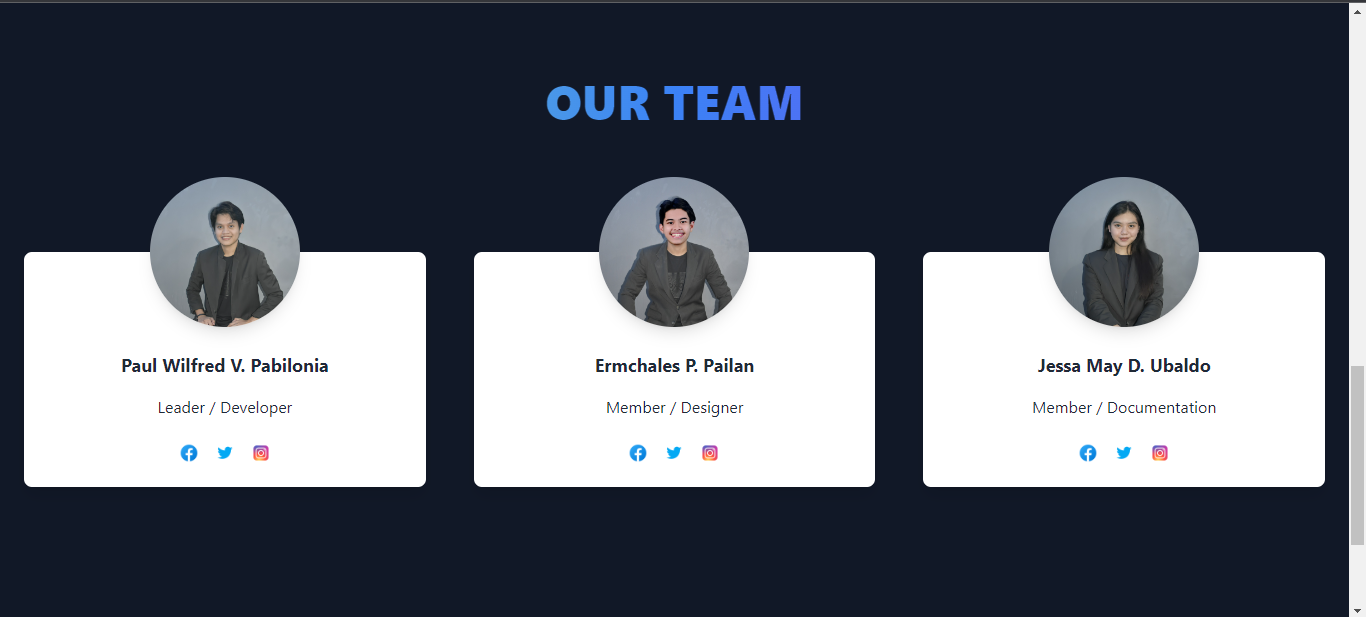 OUR TEAM
Paul Wilfred V. Pabilonia
Leader / Developer
Ermchales P. Pailan
Member / Designer
Jessa May D. Ubaldo
Member / Documentation